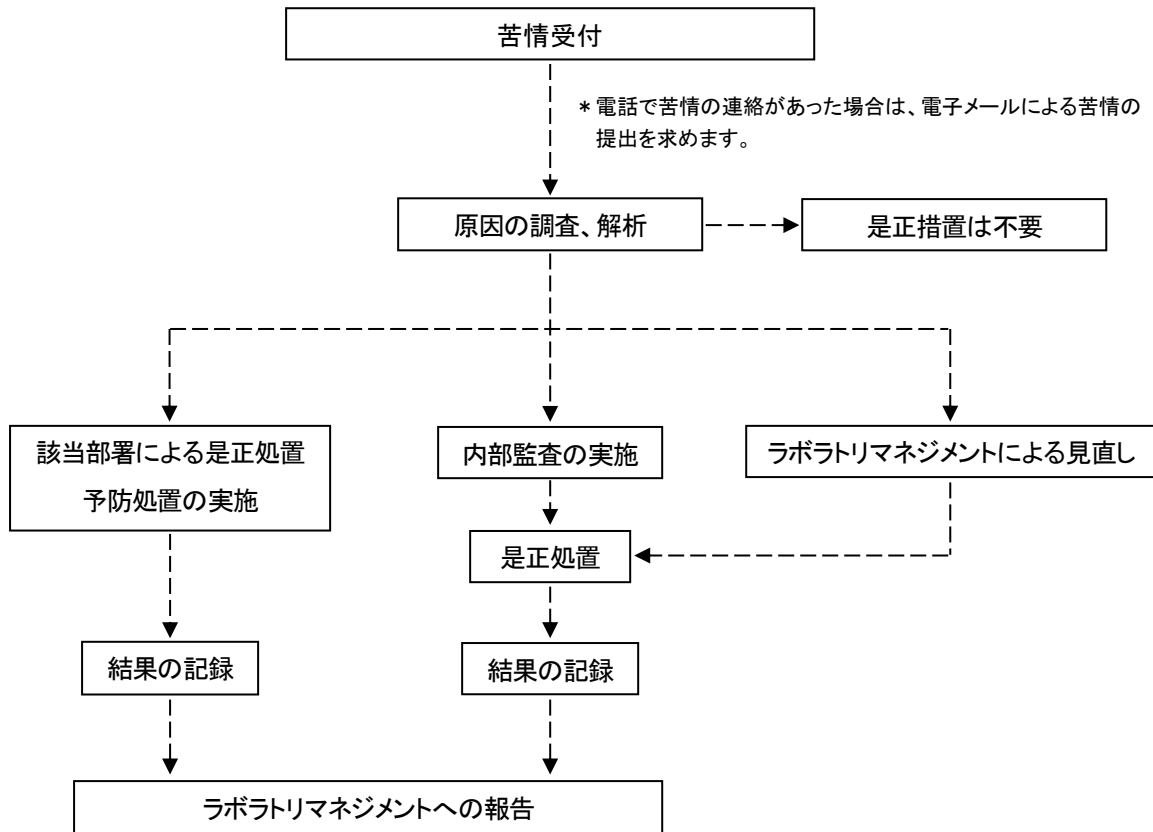 苦情受付
＊電話で苦情の連絡があった場合は、電子メールによる苦情の
提出を求めます。
原因の調査、解析
是正措置は不要
該当部署による是正処置
予防処置の実施
内部監査の実施
ラボラトリマネジメントによる見直し
是正処置
結果の記録
結果の記録
ラボラトリマネジメントへの報告